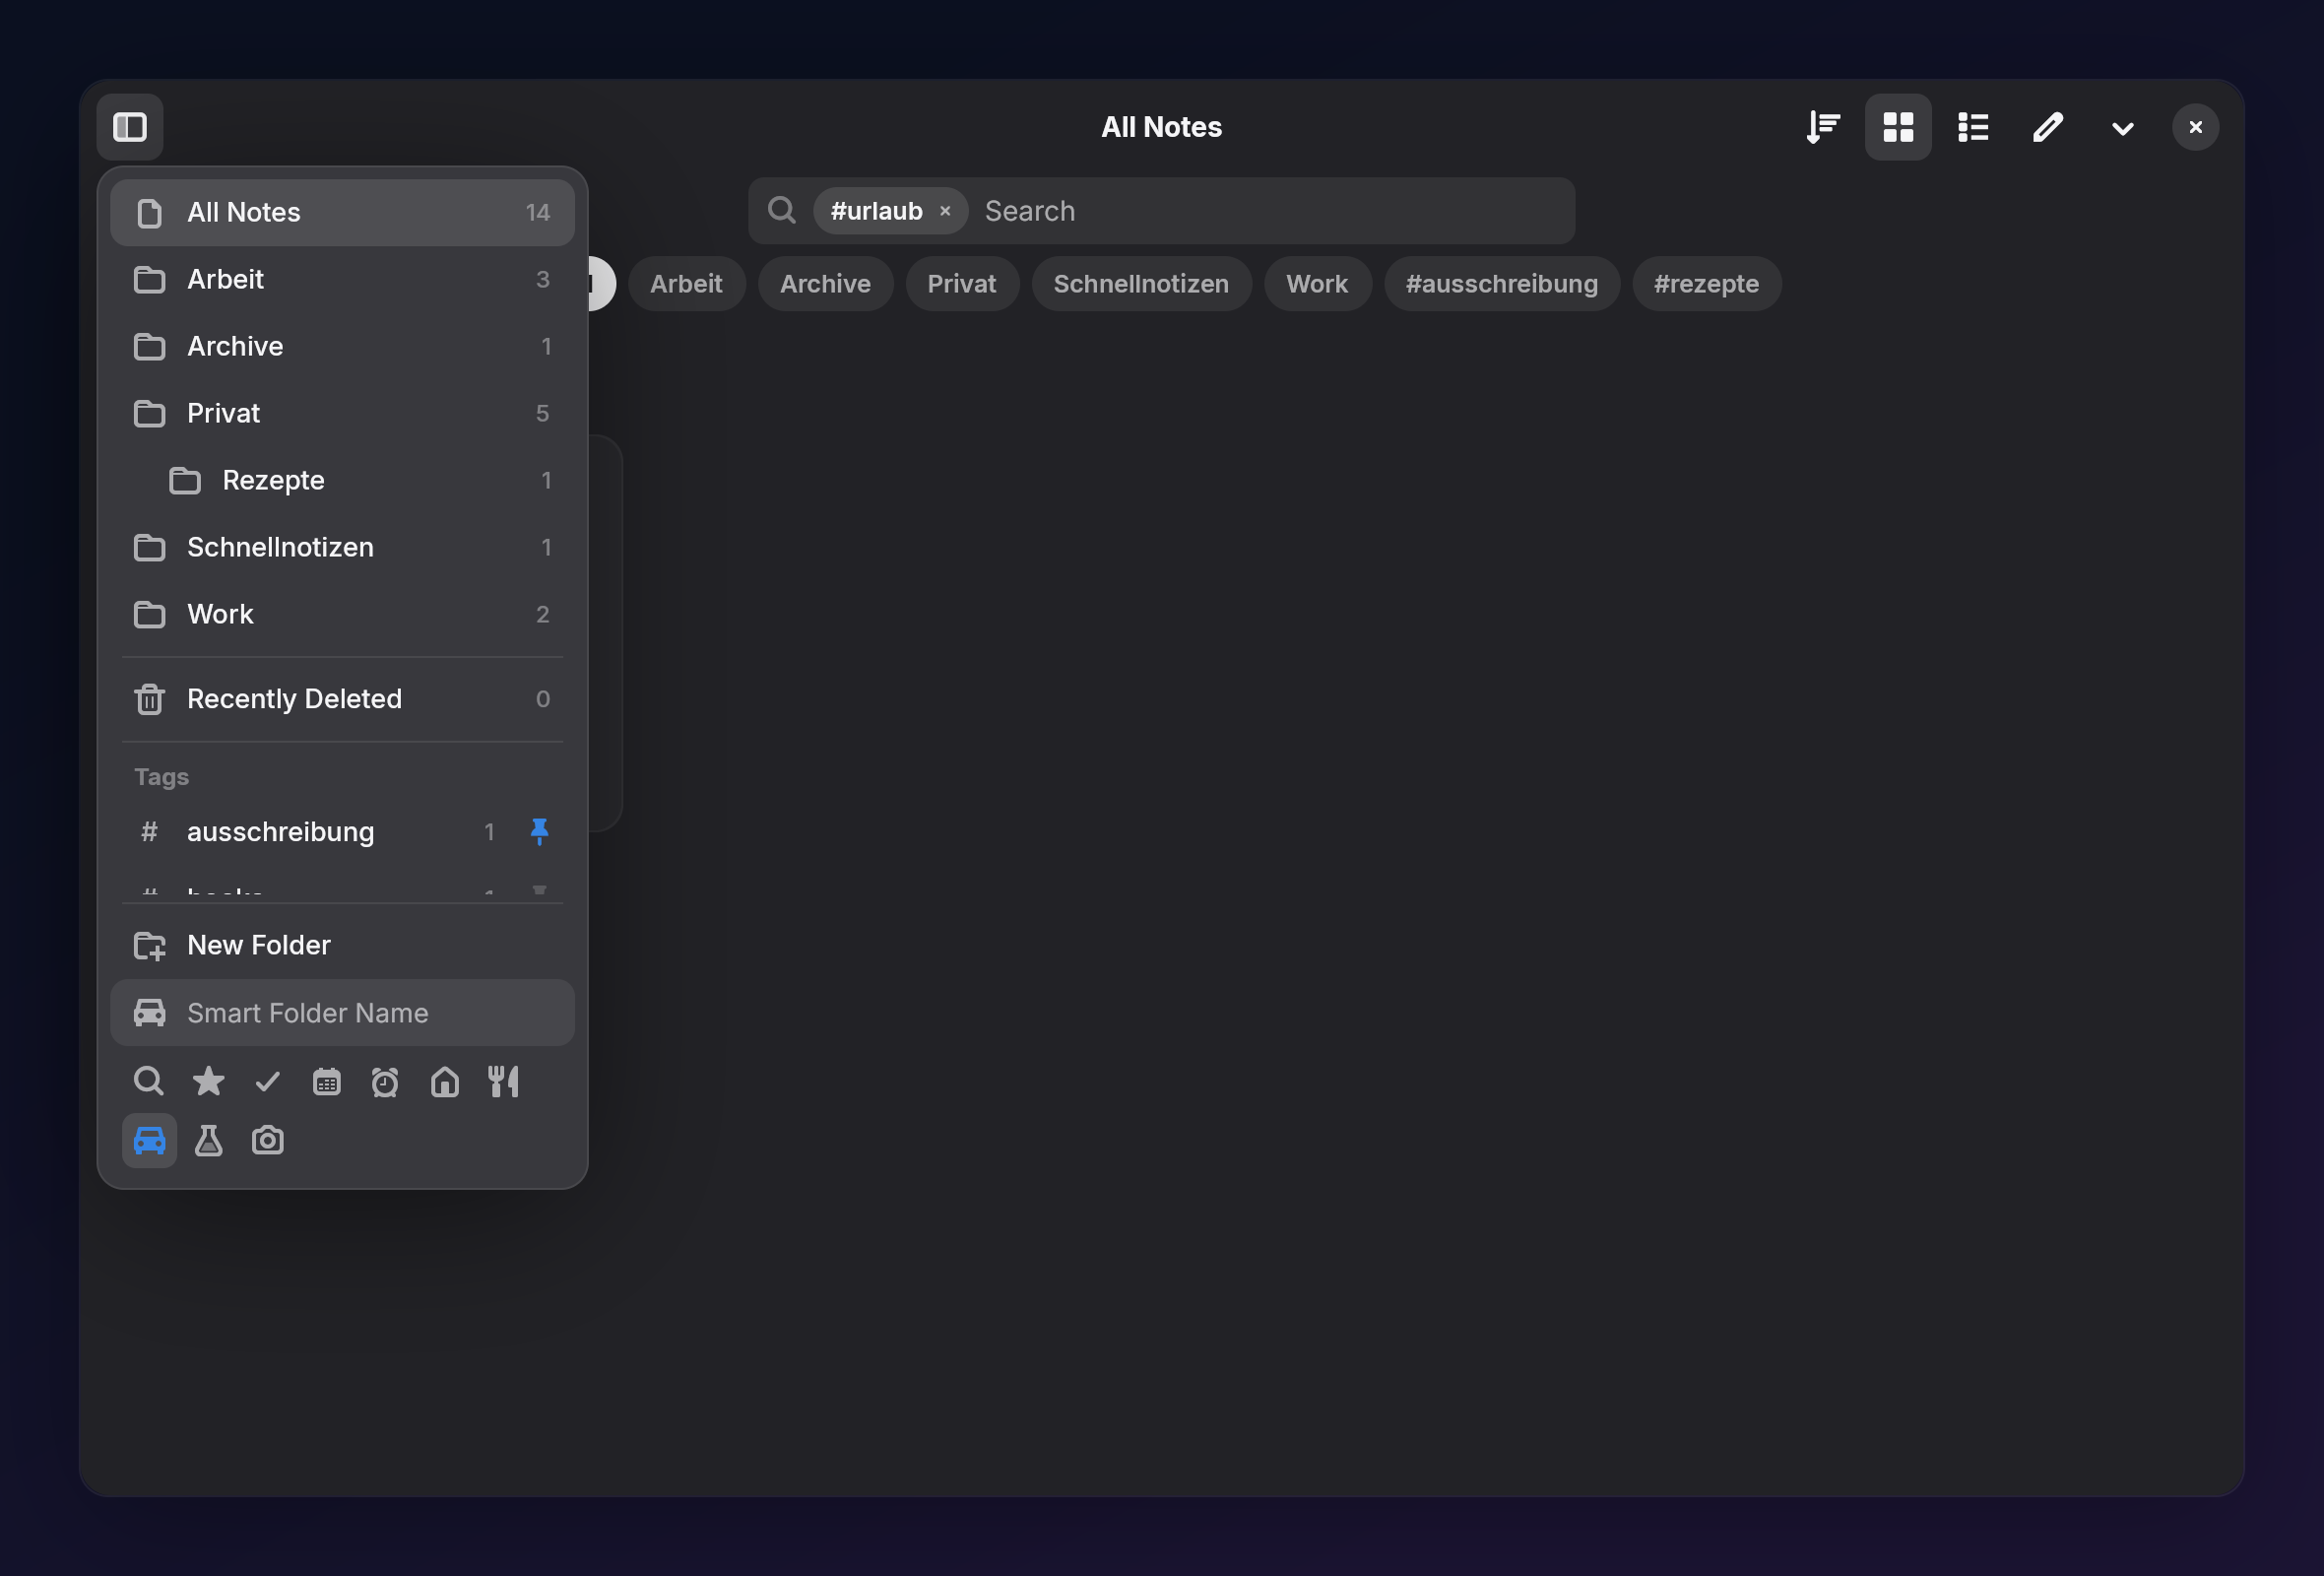 All Notes
All Notes 14
#urlaub × Search
Arbeit 3
Arbeit Archive Privat Schnellnotizen Work #ausschreibung #rezepte
Archive 1
Privat 5
Rezepte 1
Schnellnotizen 1
Work 2
Recently Deleted 0
Tags
# ausschreibung 1
New Folder
Smart Folder Name